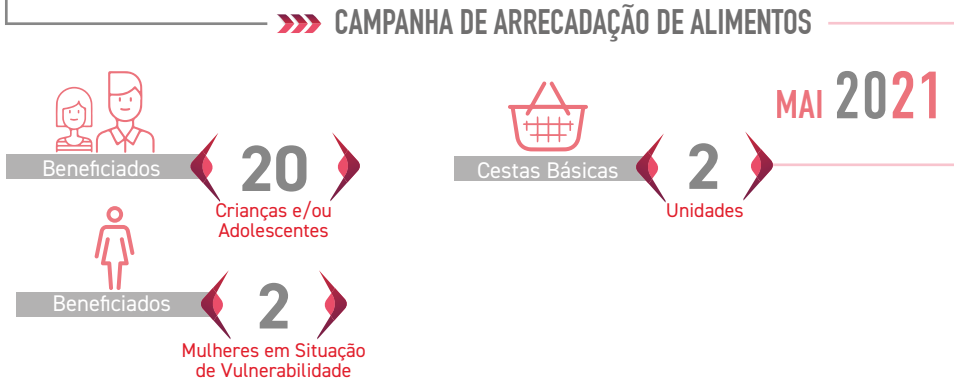 CAMPANHA DE ARRECADAÇÃO DE ALIMENTOS
MAI 2021
Beneficiados
20
Crianças e/ou
Adolescentes
Cestas Básicas
2
Unidades
Beneficiados
2
Mulheres em Situação
de Vulnerabilidade